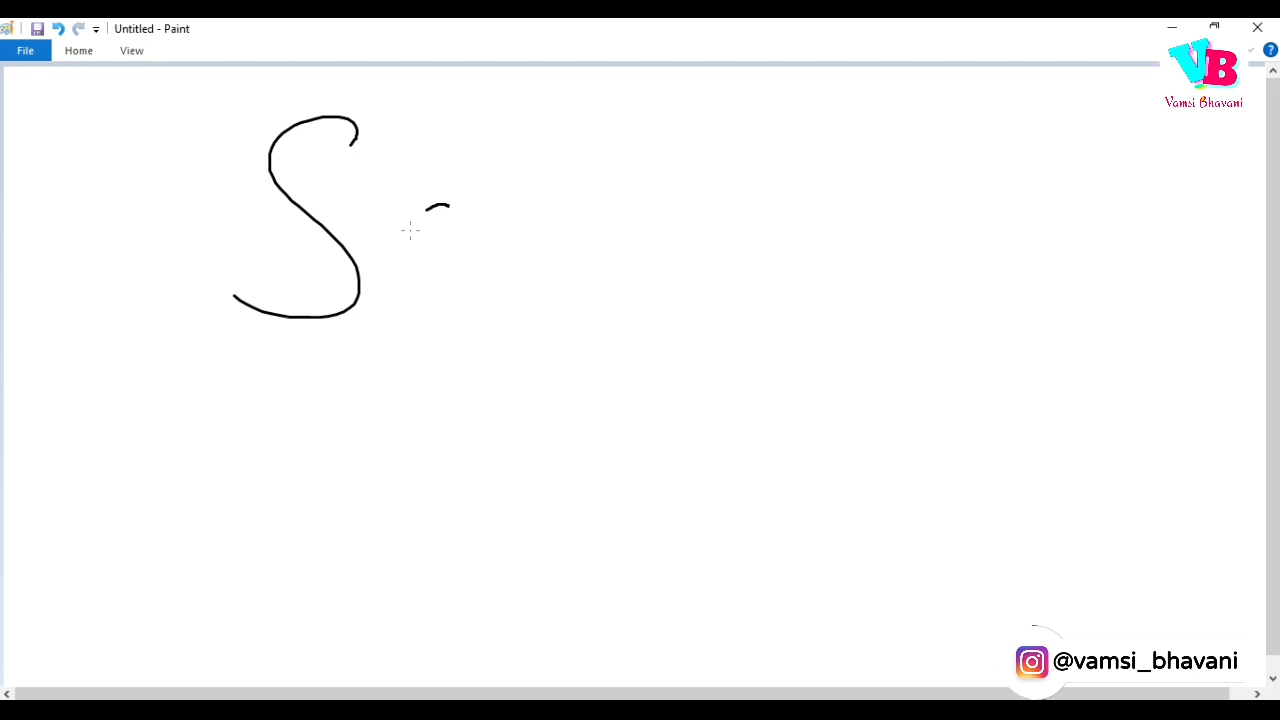 Untitled - Paint
File Home View
VB
Vamsi Bhavani
S
@vamsi_bhavani